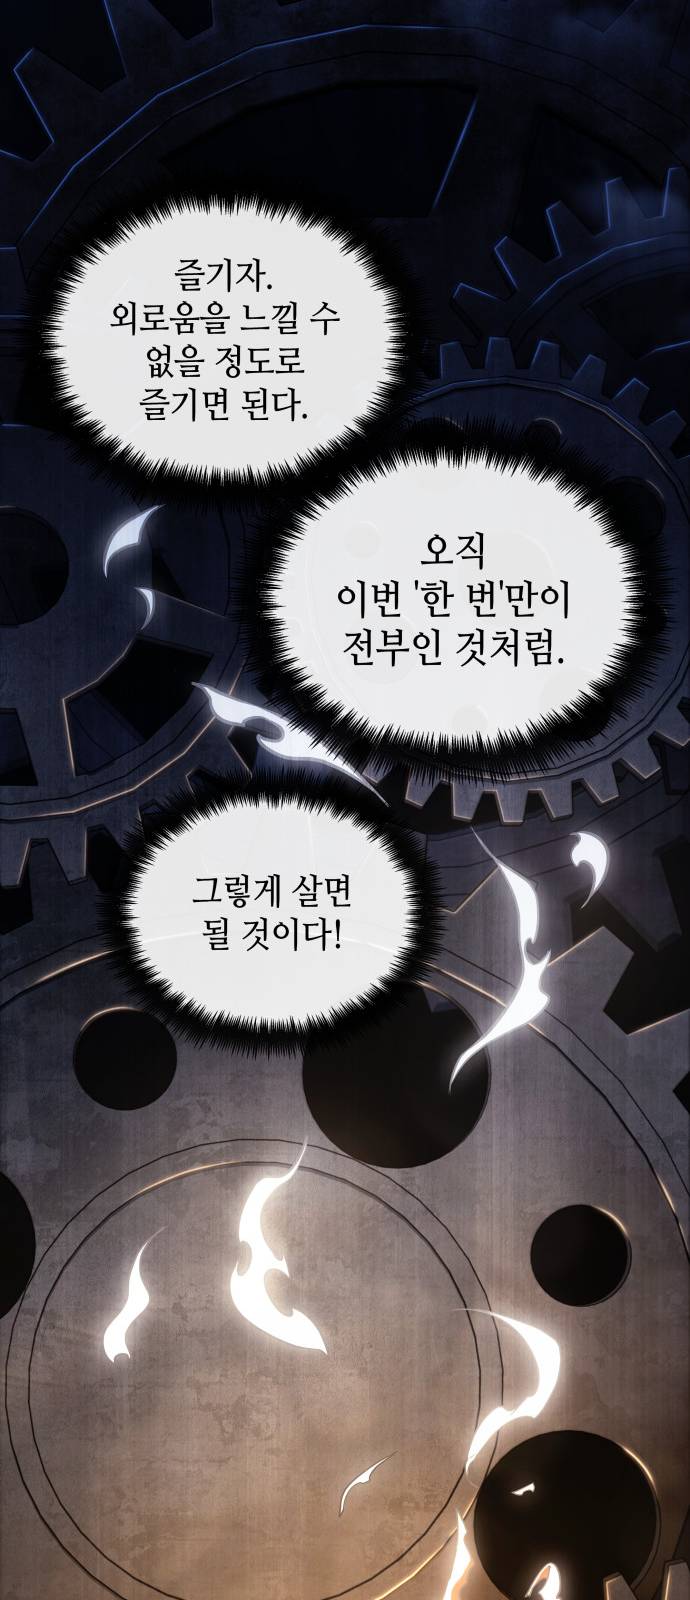 즐기자.
외로움을 느낄 수
없을 정도로
즐기면 된다.
오직
이번 '한 번'만이
전부인 것처럼.
그렇게 살면
될 것이다!